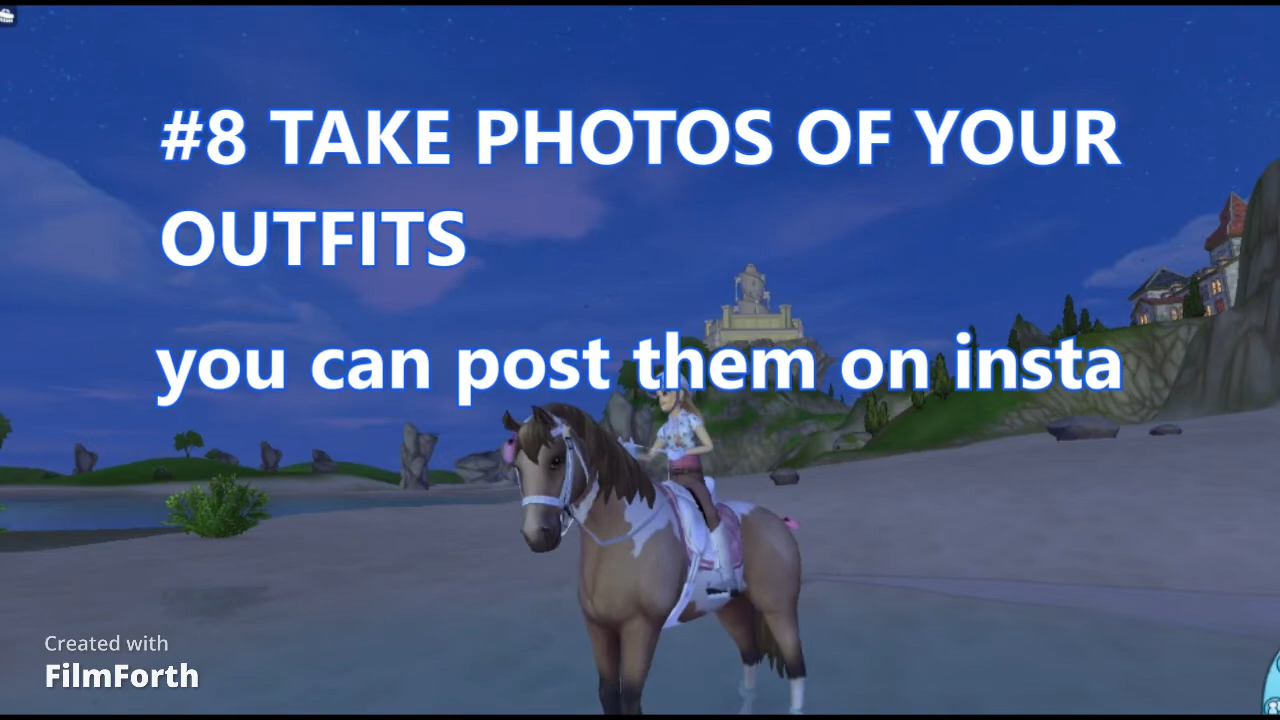 #8 TAKE PHOTOS OF YOUR
OUTFITS
you can post them on insta
Created with
FilmForth